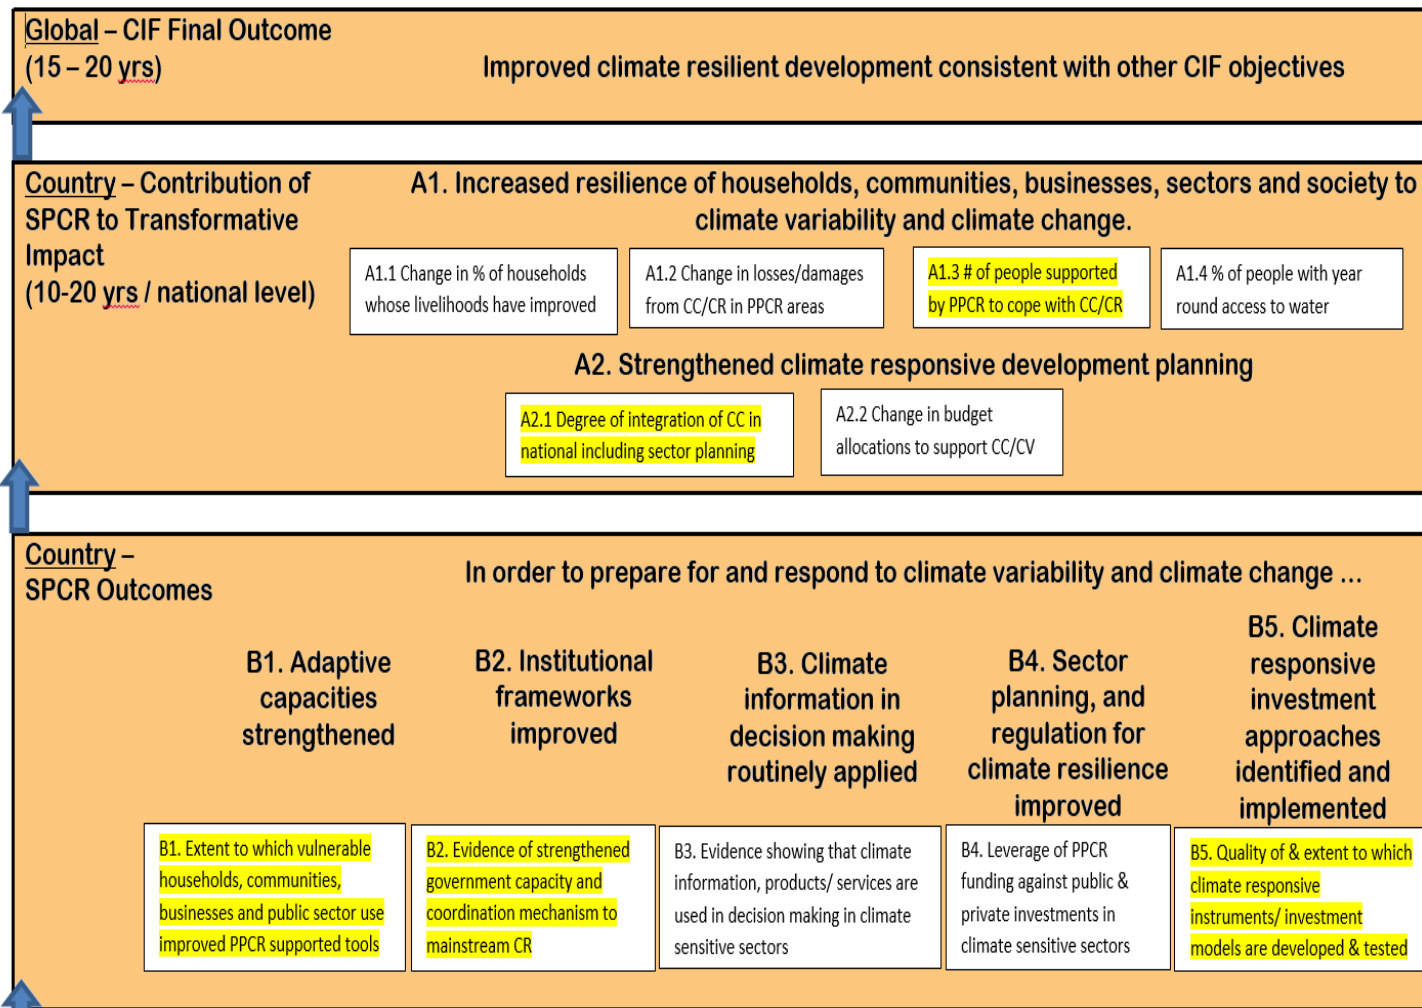 Global – CIF Final Outcome
(15 – 20 yrs)
Improved climate resilient development consistent with other CIF objectives
Country – Contribution of
SPCR to Transformative
Impact
(10-20 yrs / national level)
A1. Increased resilience of households, communities, businesses, sectors and society to
climate variability and climate change.
A1.1 Change in % of households
whose livelihoods have improved
A1.2 Change in losses/damages
from CC/CR in PPCR areas
A1.3 # of people supported
by PPCR to cope with CC/CR
A1.4 % of people with year
round access to water
A2. Strengthened climate responsive development planning
A2.1 Degree of integration of CC in
national including sector planning
A2.2 Change in budget
allocations to support CC/CV
Country –
SPCR Outcomes
In order to prepare for and respond to climate variability and climate change ...
B1. Adaptive
capacities
strengthened
B2. Institutional
frameworks
improved
B3. Climate
information in
decision making
routinely applied
B4. Sector
planning, and
regulation for
climate resilience
improved
B5. Climate
responsive
investment
approaches
identified and
implemented
B1. Extent to which vulnerable
households, communities,
businesses and public sector use
improved PPCR supported tools
B2. Evidence of strengthened
government capacity and
coordination mechanism to
mainstream CR
B3. Evidence showing that climate
information, products/ services are
used in decision making in climate
sensitive sectors
B4. Leverage of PPCR
funding against public &
private investments in
climate sensitive sectors
B5. Quality of & extent to which
climate responsive
instruments/ investment
models are developed & tested